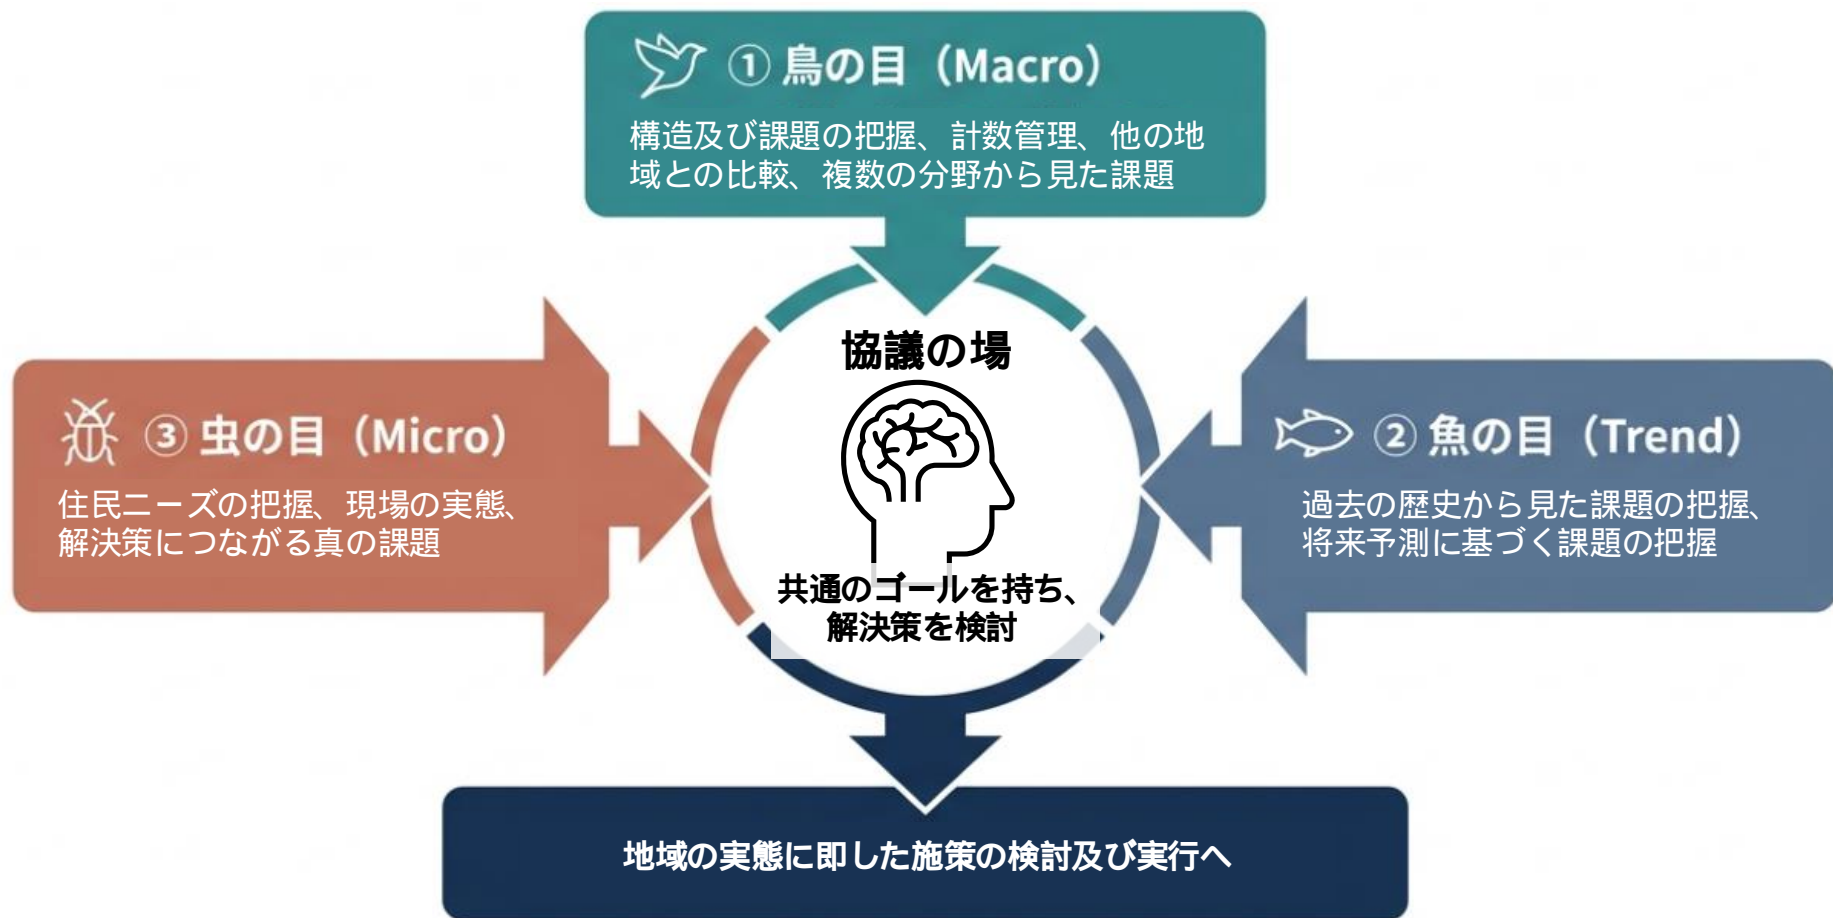 ① 鳥の目（Macro）
構造及び課題の把握、計数管理、他の地
域との比較、複数の分野から見た課題
協議の場
③ 虫の目（Micro）
住民ニーズの把握、現場の実態、
解決策につながる真の課題
② 魚の目（Trend）
過去の歴史から見た課題の把握、
将来予測に基づく課題の把握
共通のゴールを持ち、
解決策を検討
地域の実態に即した施策の検討及び実行へ